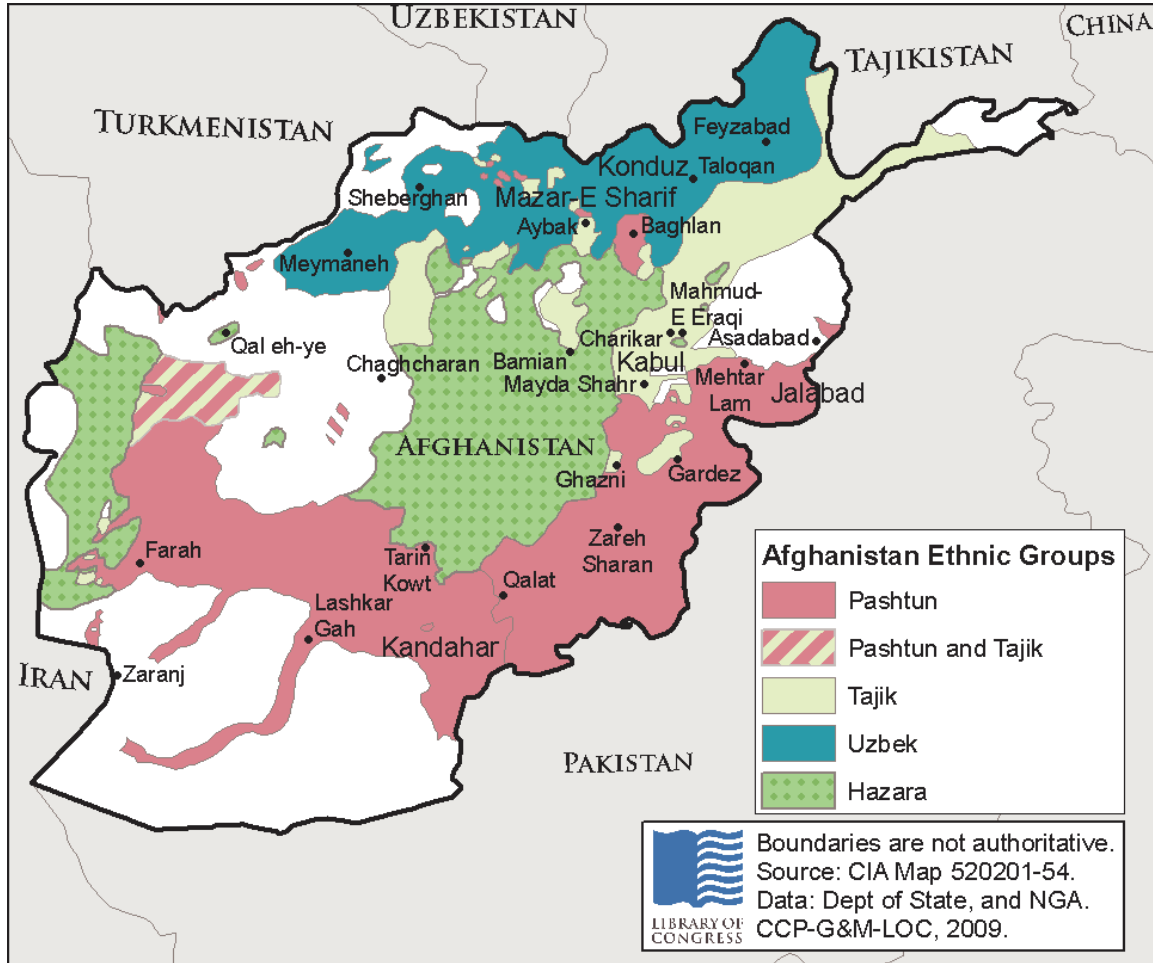 UZBEKISTAN
CHINA
TAJIKISTAN
TURKMENISTAN
Feyzabad
Konduz
Taloqan
Sheberghan
Mazar-E Sharif
Aybak
Baghlan
Meymaneh
Mahmud-
E Eraqi
Qal eh-ye
Charikar
Asadabad
Chaghcharan
Bamian
Kabul
Mayda Shahr
Mehtar
Lam
Jalabad
AFGHANISTAN
Ghazni
Gardez
Zareh
Sharan
Farah
Tarin
Kowt
Qalat
Lashkar
Gah
Kandahar
IRAN
Zaranj
PAKISTAN
Afghanistan Ethnic Groups
Pashtun
Pashtun and Tajik
Tajik
Uzbek
Hazara
LIBRARY OF
CONGRESS
Boundaries are not authoritative.
Source: CIA Map 520201-54.
Data: Dept of State, and NGA.
CCP-G&M-LOC, 2009.